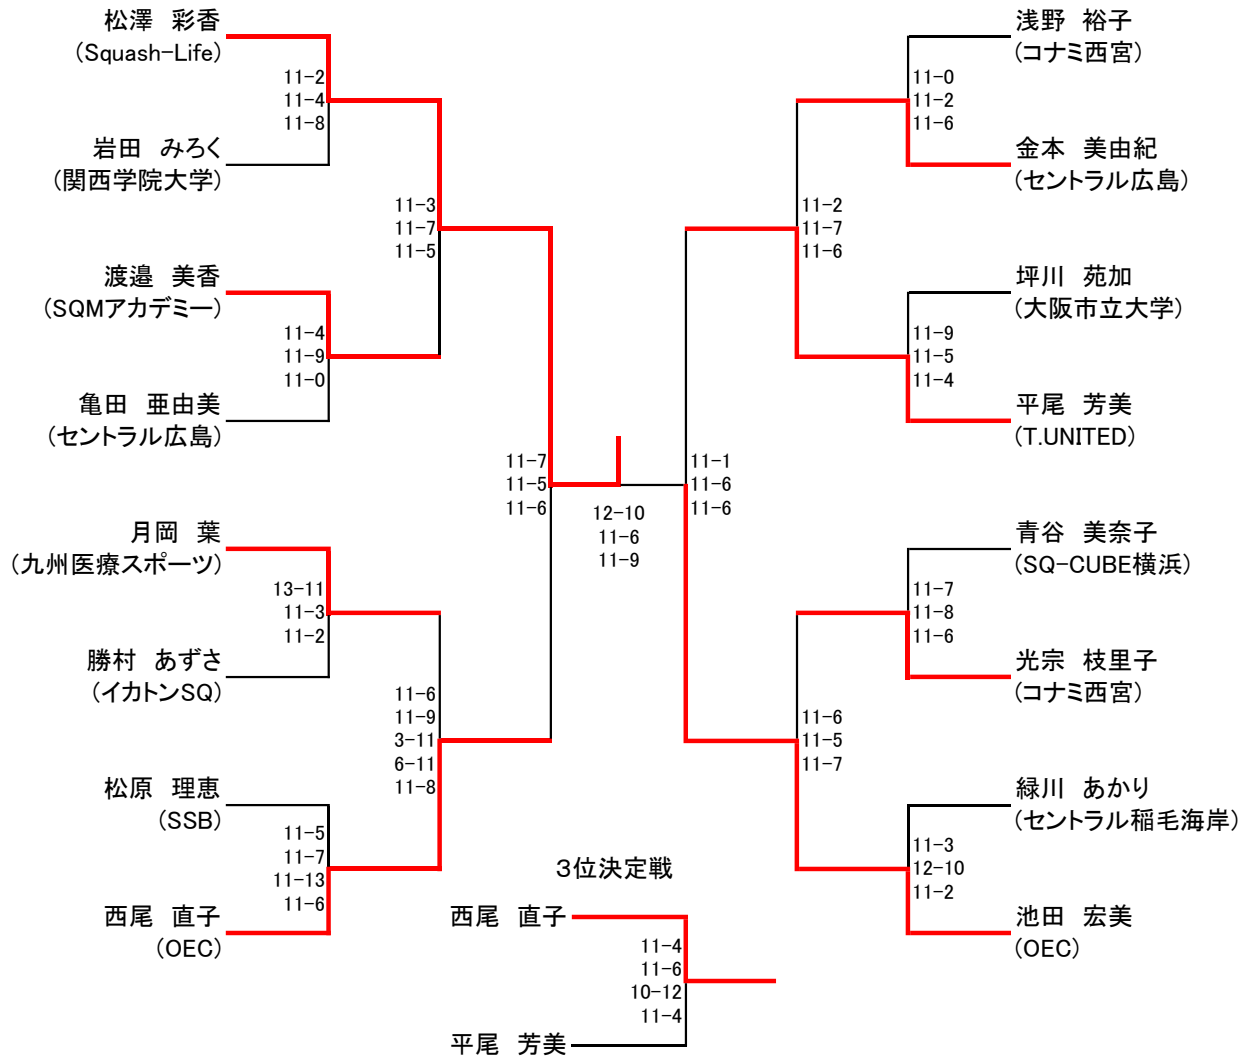 松澤 彩香
(Squash-Life)
11-2
11-4
11-8
岩田 みろく
(関西学院大学)
11-3
11-7
11-5
渡邉 美香
(SQMアカデミー)
11-4
11-9
11-0
亀田 亜由美
(セントラル広島)
11-7
11-5
11-6
月岡 葉
(九州医療スポーツ)
13-11
11-3
11-2
勝村 あずさ
(イカトンSQ)
11-6
11-9
3-11
6-11
11-8
松原 理恵
(SSB)
11-5
11-7
11-13
11-6
西尾 直子
(OEC)
12-10
11-6
11-9
浅野 裕子
(コナミ西宮)
11-0
11-2
11-6
金本 美由紀
(セントラル広島)
11-2
11-7
11-6
坪川 苑加
(大阪市立大学)
11-9
11-5
11-4
平尾 芳美
(T.UNITED)
11-1
11-6
11-6
青谷 美奈子
(SQ-CUBE横浜)
11-7
11-8
11-6
光宗 枝里子
(コナミ西宮)
11-6
11-5
11-7
緑川 あかり
(セントラル稲毛海岸)
11-3
12-10
11-2
池田 宏美
(OEC)
3位決定戦
西尾 直子
11-4
11-6
10-12
11-4
平尾 芳美